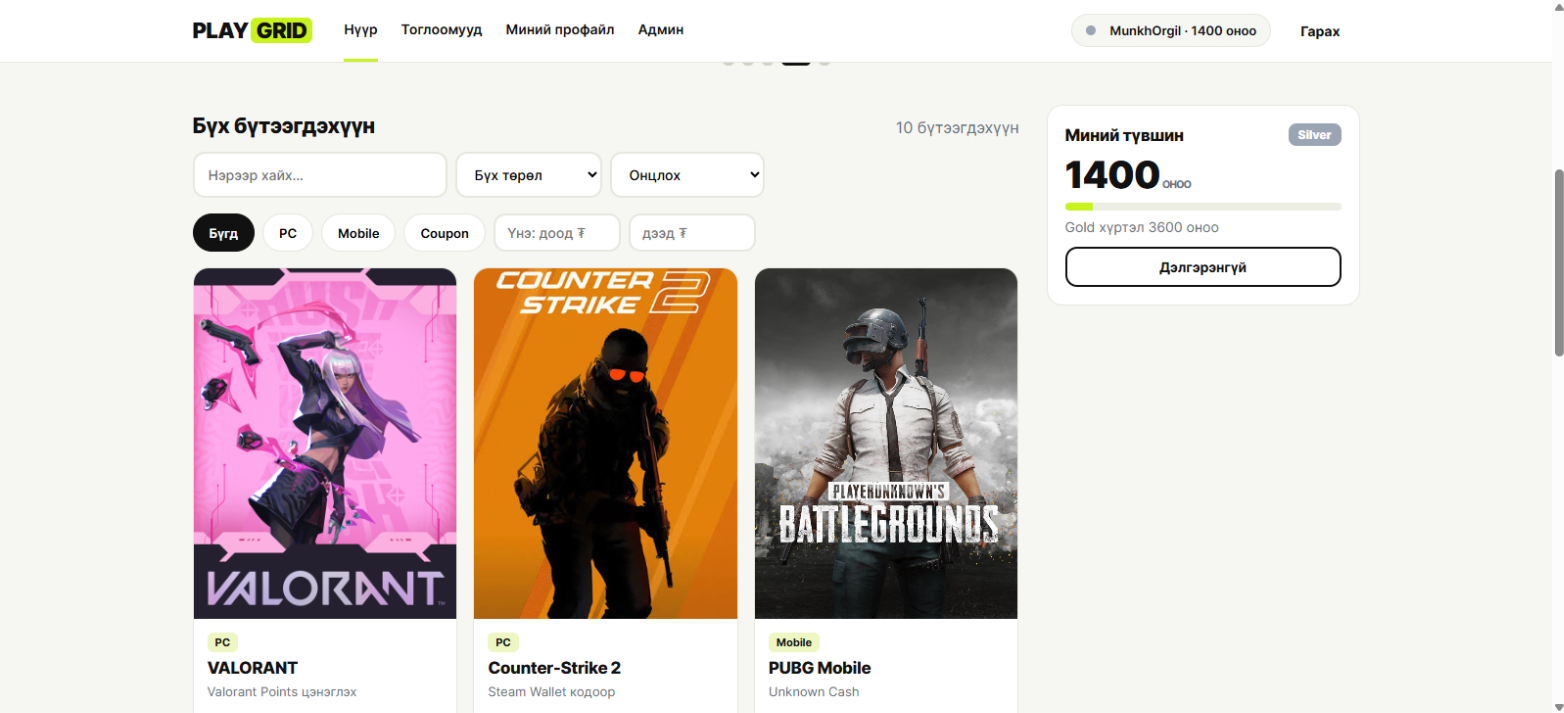 PLAY GRID
Нүүр
Тоглоомууд
Миний профайл
Админ
MunkhOrgil · 1400 оноо
Гарах
Бүх бүтээгдэхүүн
10 бүтээгдэхүүн
Нэрээр хайх...
Бүх төрөл
Онцлох
Бүгд
PC
Mobile
Coupon
Үнэ: доод ₮
дээд ₮
Миний түвшин
Silver
1400 оноо
Gold хүртэл 3600 оноо
Дэлгэрэнгүй
VALORANT
COUNTER
STRIKE 2
PLAYERUNKNOWN'S
BATTLEGROUNDS
PC
VALORANT
Valorant Points цэнэглэх
PC
Counter-Strike 2
Steam Wallet кодоор
Mobile
PUBG Mobile
Unknown Cash